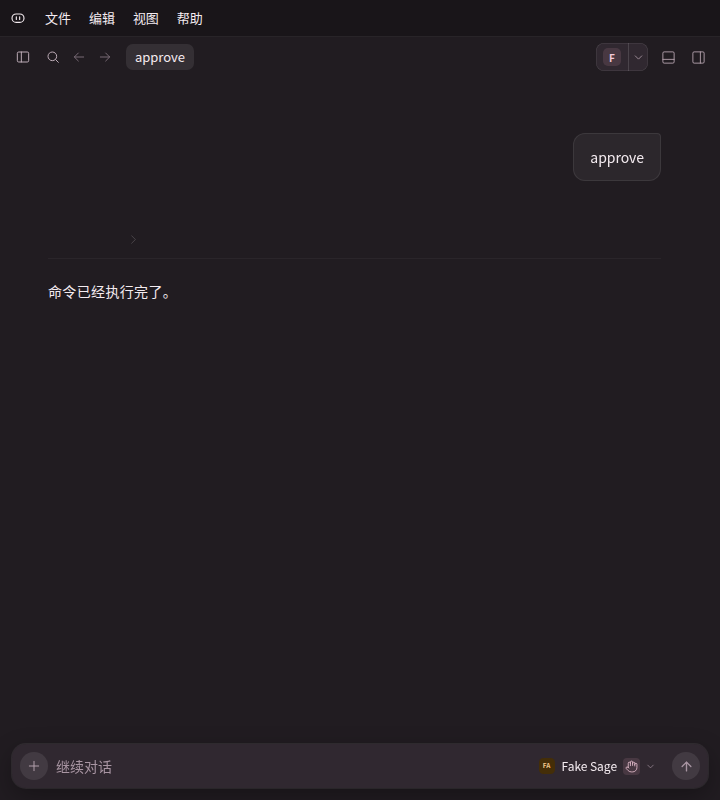 文件 编辑 视图 帮助
approve
F
approve
命令已经执行完了。
继续对话
FA Fake Sage